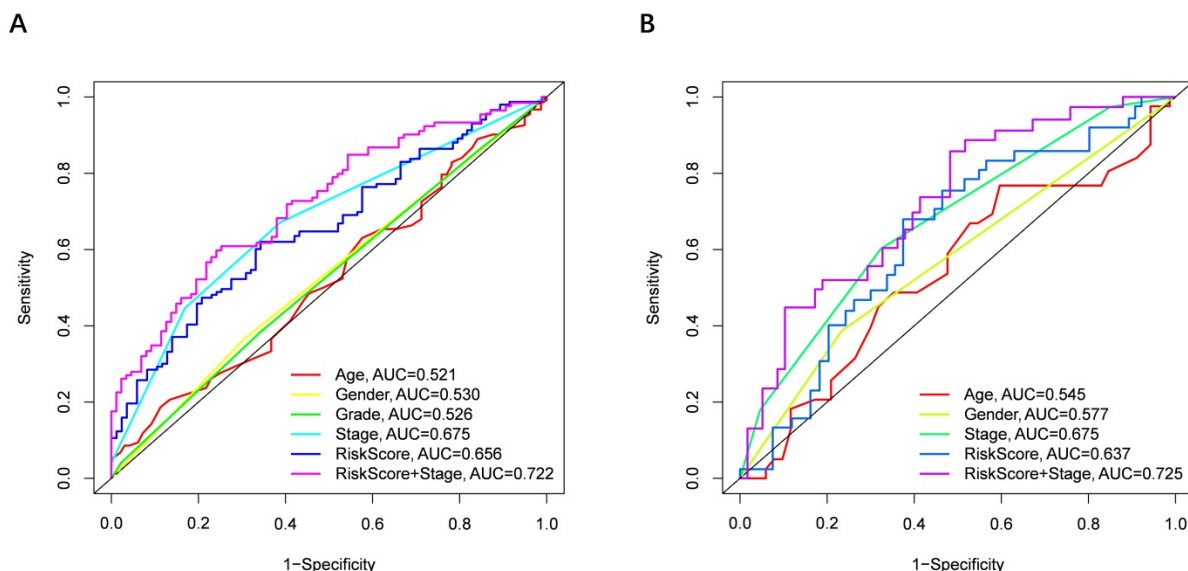 A
B
Sensitivity
1.0
0.8
0.6
0.4
0.2
0.0
Age, AUC=0.521
Gender, AUC=0.530
Grade, AUC=0.526
Stage, AUC=0.675
RiskScore, AUC=0.656
RiskScore+Stage, AUC=0.722
0.0 0.2 0.4 0.6 0.8 1.0
1−Specificity
Sensitivity
1.0
0.8
0.6
0.4
0.2
0.0
Age, AUC=0.545
Gender, AUC=0.577
Stage, AUC=0.675
RiskScore, AUC=0.637
RiskScore+Stage, AUC=0.725
0.0 0.2 0.4 0.6 0.8 1.0
1−Specificity